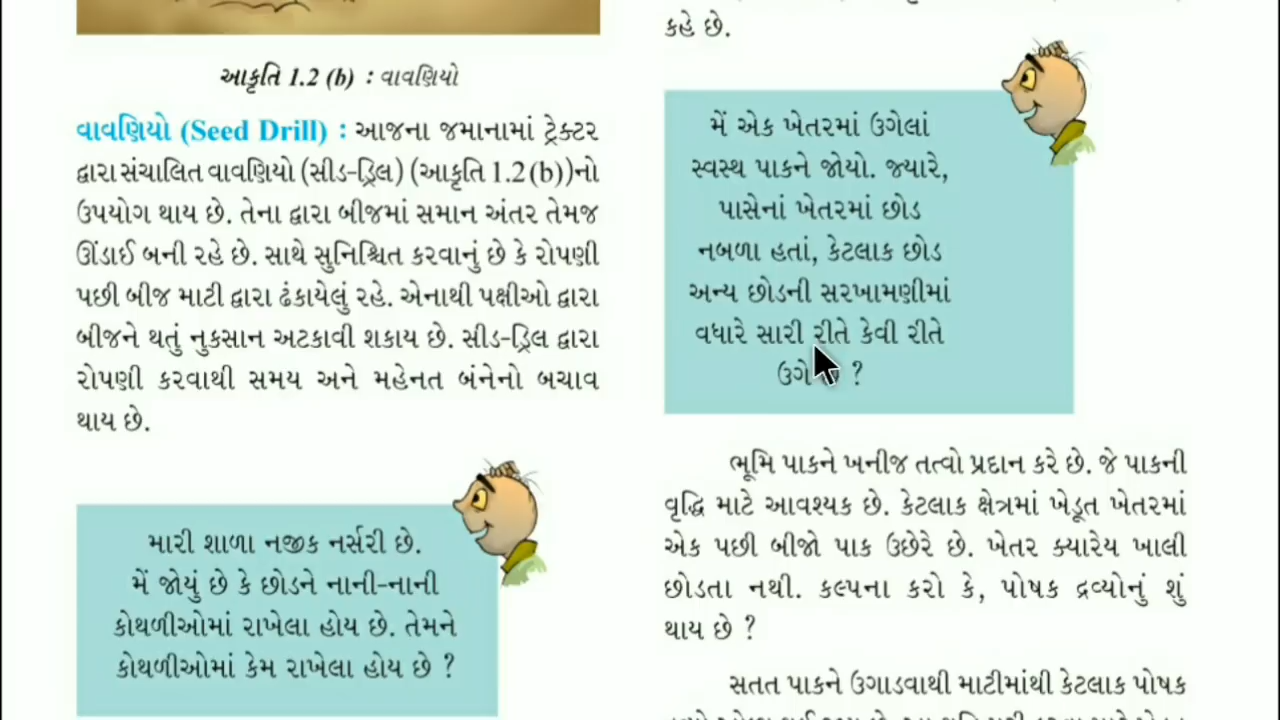 આકૃતિ 1.2 (b) : વાવણિયો
વાવણિયો (Seed Drill) : આજના જમાનામાં ટ્રેક્ટર
દ્વારા સંચાલિત વાવણિયો (સીડ-ડ્રિલ) (આકૃતિ 1.2 (b))નો
ઉપયોગ થાય છે. તેના દ્વારા બીજમાં સમાન અંતર તેમજ
ઊંડાઈ બની રહે છે. સાથે સુનિશ્ચિત કરવાનું છે કે રોપણી
પછી બીજ માટી દ્વારા ઢંકાયેલું રહે. એનાથી પક્ષીઓ દ્વારા
બીજને થતું નુકસાન અટકાવી શકાય છે. સીડ-ડ્રિલ દ્વારા
રોપણી કરવાથી સમય અને મહેનત બંનેનો બચાવ
થાય છે.
મારી શાળા નજીક નર્સરી છે.
મેં જોયું છે કે છોડને નાની-નાની
કોથળીઓમાં રાખેલા હોય છે. તેમને
કોથળીઓમાં કેમ રાખેલા હોય છે ?
કહે છે.
મેં એક ખેતરમાં ઉગેલાં
સ્વસ્થ પાકને જોયો. જ્યારે,
પાસેનાં ખેતરમાં છોડ
નબળા હતાં, કેટલાક છોડ
અન્ય છોડની સરખામણીમાં
વધારે સારી રીતે કેવી રીતે
ઉગે ?
ભૂમિ પાકને ખનીજ તત્વો પ્રદાન કરે છે. જે પાકની
વૃદ્ધિ માટે આવશ્યક છે. કેટલાક ક્ષેત્રમાં ખેડૂત ખેતરમાં
એક પછી બીજો પાક ઉછેરે છે. ખેતર ક્યારેય ખાલી
છોડતા નથી. કલ્પના કરો કે, પોષક દ્રવ્યોનું શું
થાય છે ?
સતત પાકને ઉગાડવાથી માટીમાંથી કેટલાક પોષક